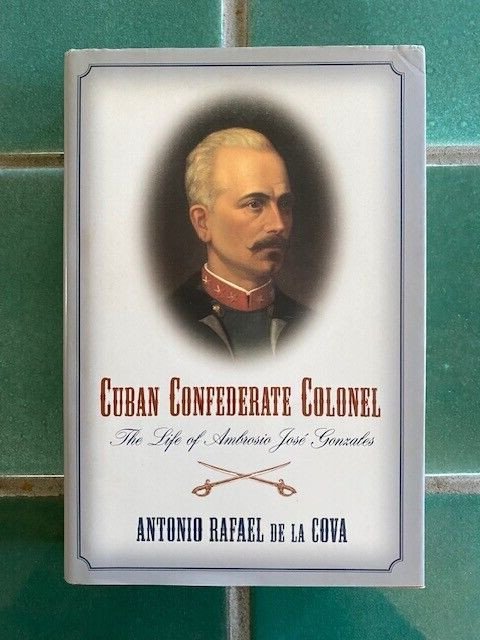 CUBAN CONFEDERATE COLONEL
The Life of Ambrosio José Gonzales
ANTONIO RAFAEL DE LA COVA